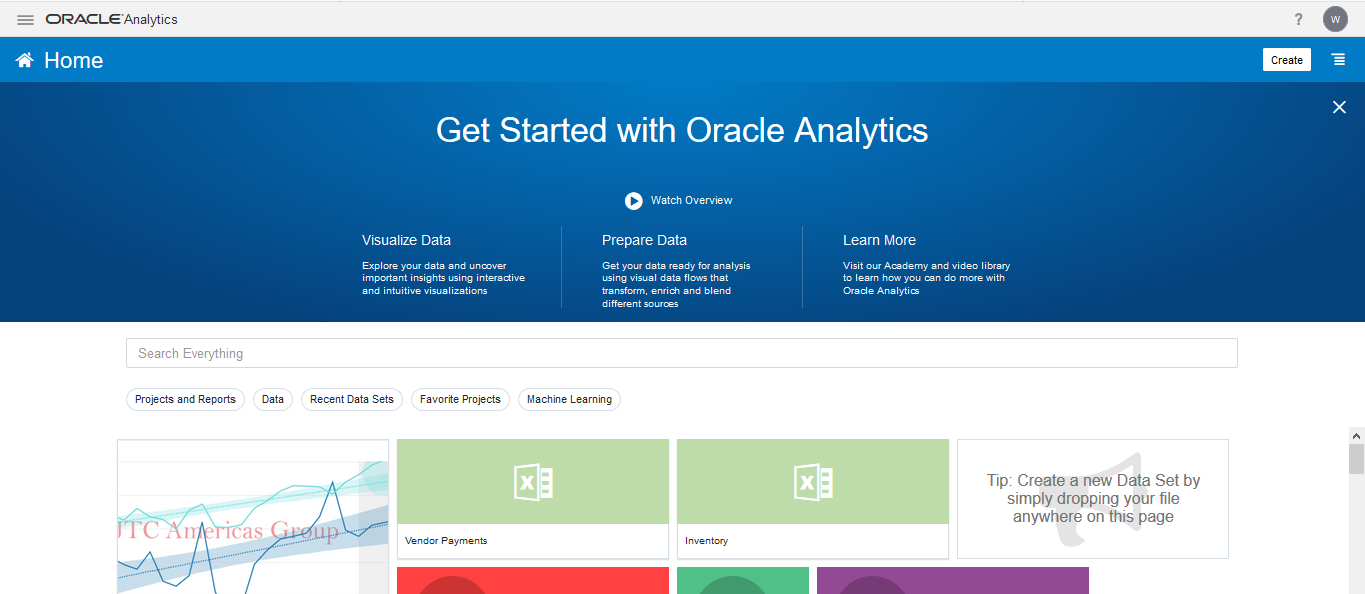 ORACLE Analytics
?
W
Home
Create
Get Started with Oracle Analytics
Watch Overview
Visualize Data
Explore your data and uncover
important insights using interactive
and intuitive visualizations
Prepare Data
Get your data ready for analysis
using visual data flows that
transform, enrich and blend
different sources
Learn More
Visit our Academy and video library
to learn how you can do more with
Oracle Analytics
Search Everything
Projects and Reports
Data
Recent Data Sets
Favorite Projects
Machine Learning
JTC Americas Group
X
Vendor Payments
X
Inventory
Tip: Create a new Data Set by
simply dropping your file
anywhere on this page